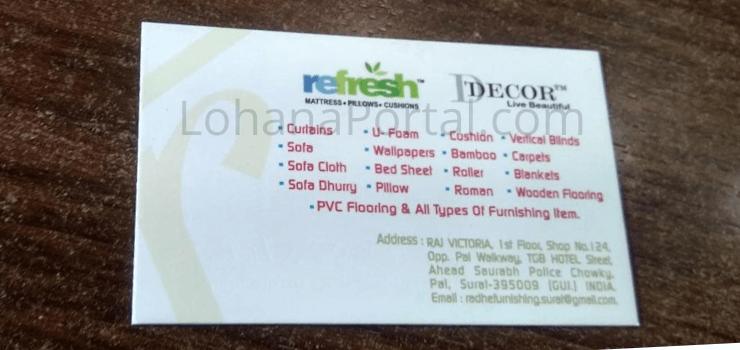 refresh™
MATTRESS • PILLOWS • CUSHIONS
D DECOR™
Live Beautiful
LohanaPortal.com
• Curtains • U-Foam • Cushion • Vertical Blinds
• Sofa • Wallpapers • Bamboo • Carpets
• Sofa Cloth • Bed Sheet • Roller • Blankets
• Sofa Dhurry • Pillow • Roman • Wooden Flooring
• PVC Flooring & All Types Of Furnishing Item.
Address : RAJ VICTORIA, 1st Floor, Shop No.124,
Opp. Pal Walkway, TGB HOTEL Street,
Ahead Saurabh Police Chowky,
Pal, Surat-395009 (GUJ.) INDIA.
Email : radhefurnishing.surat@gmail.com.
LohanaPortal.com